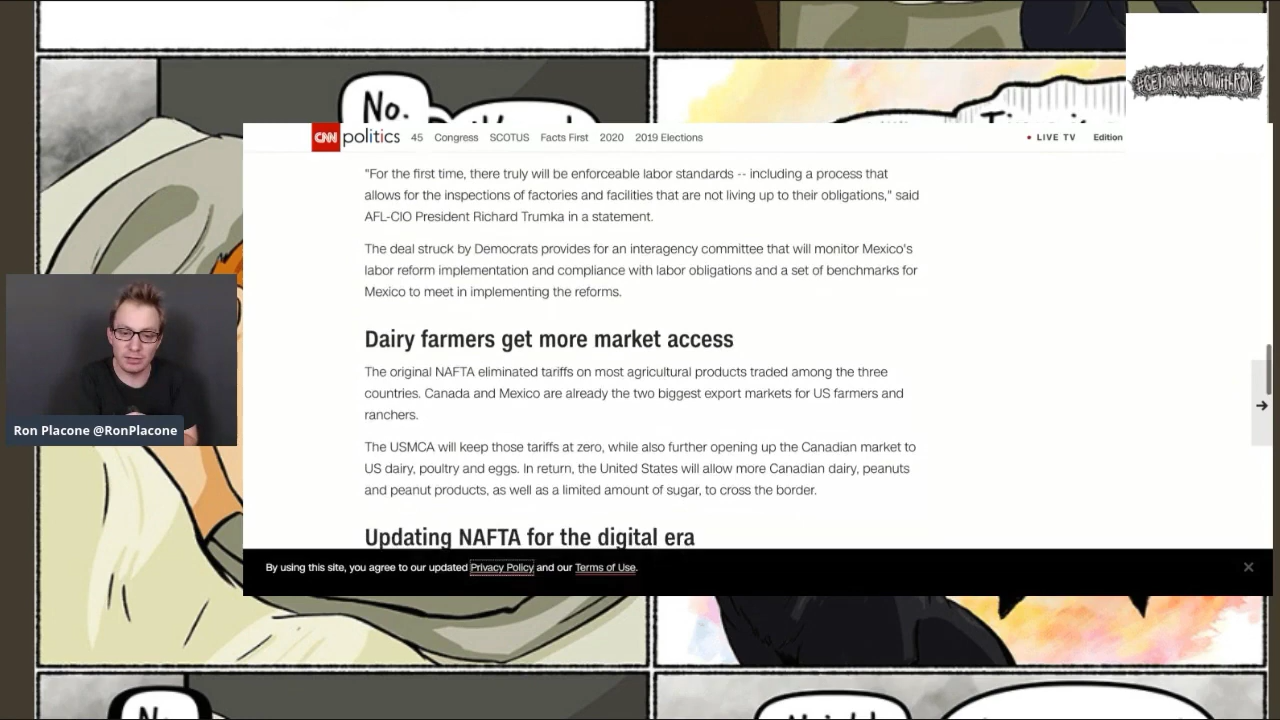 No.
#GETYOURNEWSONWITHRON
CNN politics 45 Congress SCOTUS Facts First 2020 2019 Elections
• LIVE TV Edition
"For the first time, there truly will be enforceable labor standards -- including a process that
allows for the inspections of factories and facilities that are not living up to their obligations," said
AFL-CIO President Richard Trumka in a statement.
The deal struck by Democrats provides for an interagency committee that will monitor Mexico's
labor reform implementation and compliance with labor obligations and a set of benchmarks for
Mexico to meet in implementing the reforms.
Dairy farmers get more market access
The original NAFTA eliminated tariffs on most agricultural products traded among the three
countries. Canada and Mexico are already the two biggest export markets for US farmers and
ranchers.
Ron Placone @RonPlacone
The USMCA will keep those tariffs at zero, while also further opening up the Canadian market to
US dairy, poultry and eggs. In return, the United States will allow more Canadian dairy, peanuts
and peanut products, as well as a limited amount of sugar, to cross the border.
Updating NAFTA for the digital era
By using this site, you agree to our updated Privacy Policy and our Terms of Use.